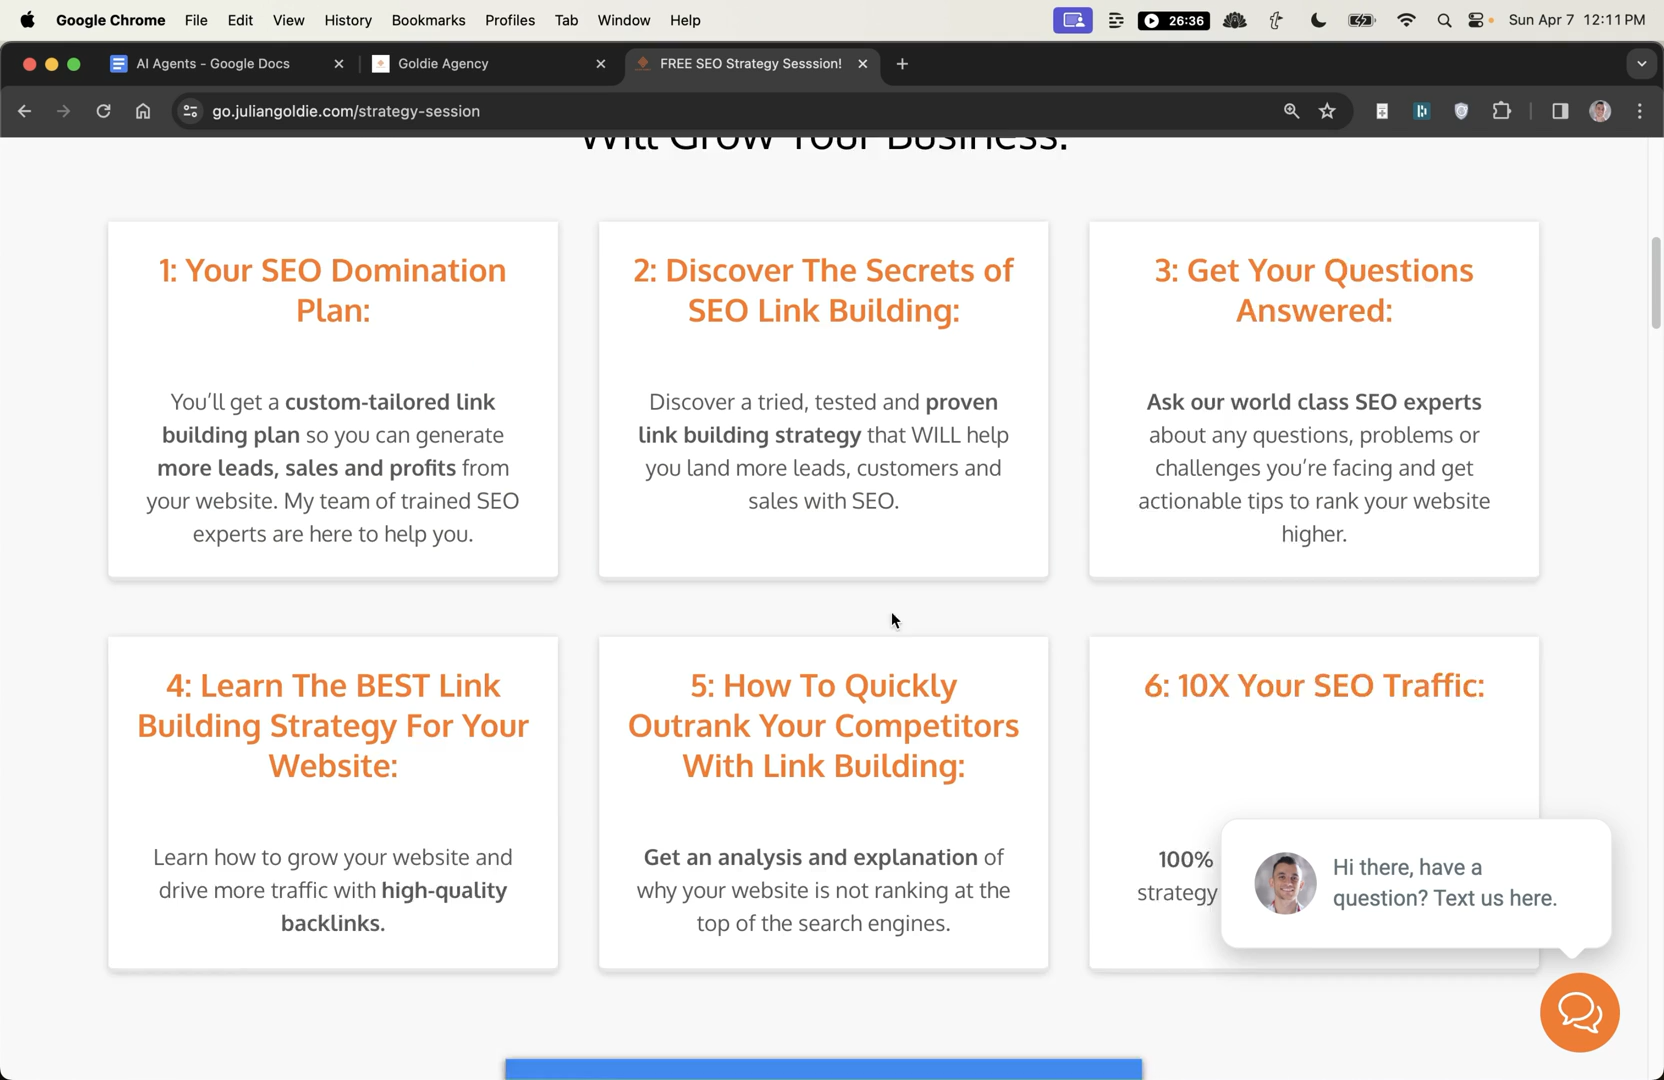 Google Chrome File Edit View History Bookmarks Profiles Tab Window Help 26:36 Sun Apr 7 12:11 PM
AI Agents - Google Docs Goldie Agency FREE SEO Strategy Sesssion!
go.juliangoldie.com/strategy-session
Will Grow Your Business:
1: Your SEO Domination
Plan:
You'll get a custom-tailored link
building plan so you can generate
more leads, sales and profits from
your website. My team of trained SEO
experts are here to help you.
2: Discover The Secrets of
SEO Link Building:
Discover a tried, tested and proven
link building strategy that WILL help
you land more leads, customers and
sales with SEO.
3: Get Your Questions
Answered:
Ask our world class SEO experts
about any questions, problems or
challenges you're facing and get
actionable tips to rank your website
higher.
4: Learn The BEST Link
Building Strategy For Your
Website:
Learn how to grow your website and
drive more traffic with high-quality
backlinks.
5: How To Quickly
Outrank Your Competitors
With Link Building:
Get an analysis and explanation of
why your website is not ranking at the
top of the search engines.
6: 10X Your SEO Traffic:
100%
strategy
Hi there, have a
question? Text us here.